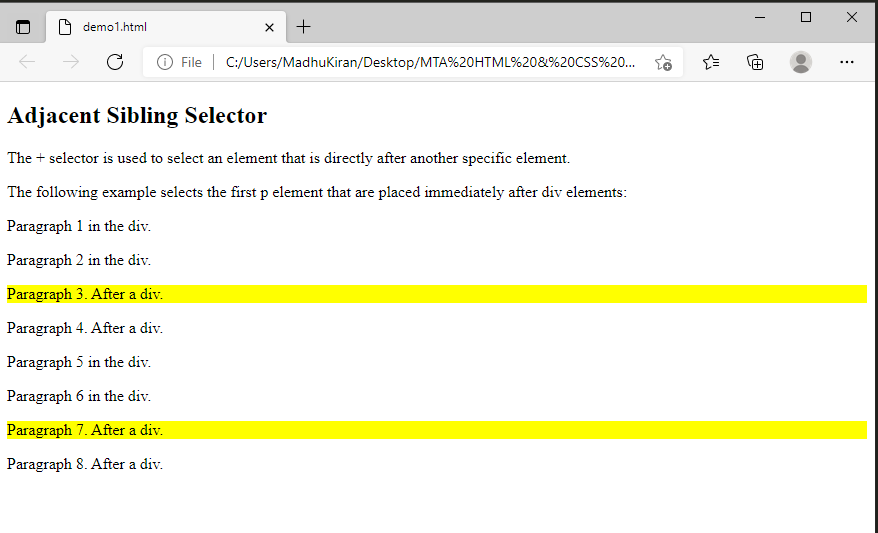 demo1.html
File
C:/Users/MadhuKiran/Desktop/MTA%20HTML%20&%20CSS%20...
Adjacent Sibling Selector
The + selector is used to select an element that is directly after another specific element.
The following example selects the first p element that are placed immediately after div elements:
Paragraph 1 in the div.
Paragraph 2 in the div.
Paragraph 3. After a div.
Paragraph 4. After a div.
Paragraph 5 in the div.
Paragraph 6 in the div.
Paragraph 7. After a div.
Paragraph 8. After a div.